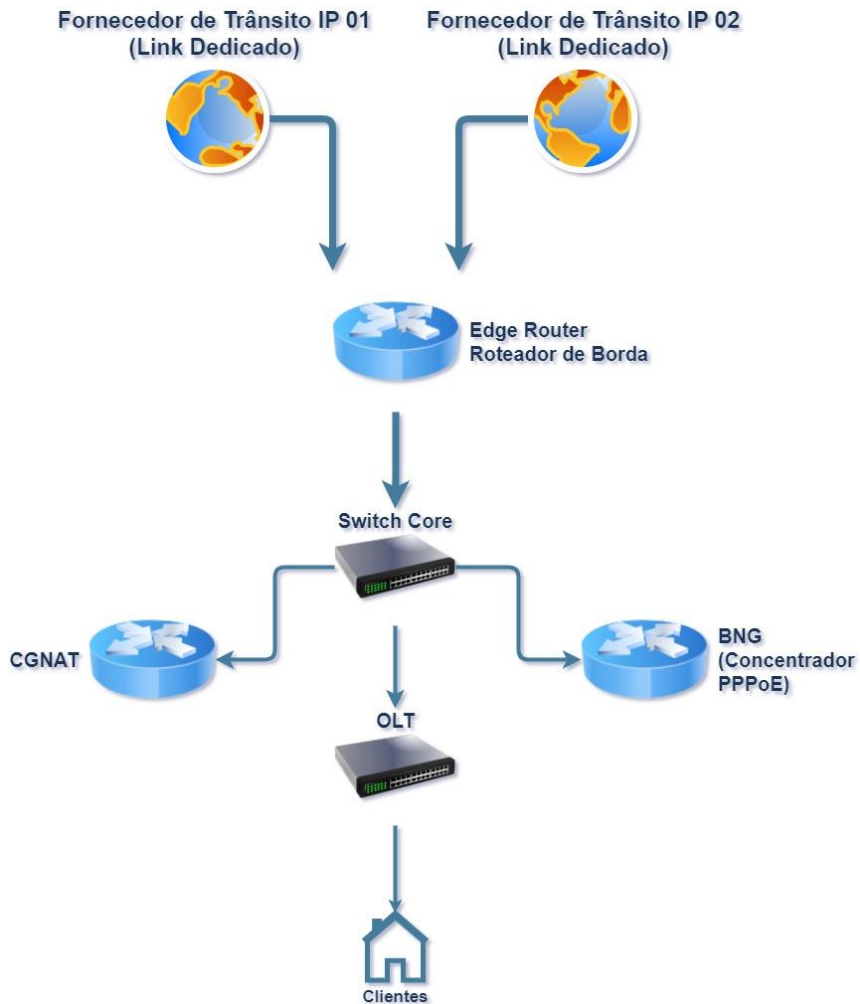 Fornecedor de Trânsito IP 01
(Link Dedicado)
Fornecedor de Trânsito IP 02
(Link Dedicado)
Edge Router
Roteador de Borda
Switch Core
CGNAT
BNG
(Concentrador
PPPoE)
OLT
Clientes